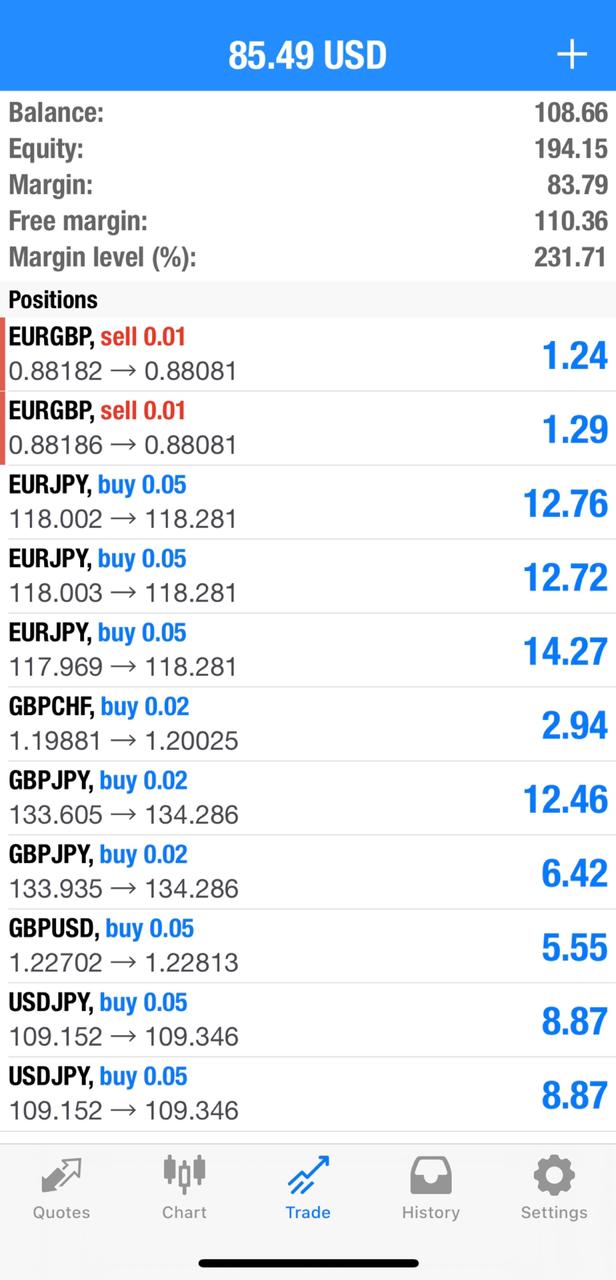 85.49 USD
Balance: 108.66
Equity: 194.15
Margin: 83.79
Free margin: 110.36
Margin level (%): 231.71
Positions
EURGBP, sell 0.01
0.88182 → 0.88081 1.24
EURGBP, sell 0.01
0.88186 → 0.88081 1.29
EURJPY, buy 0.05
118.002 → 118.281 12.76
EURJPY, buy 0.05
118.003 → 118.281 12.72
EURJPY, buy 0.05
117.969 → 118.281 14.27
GBPCHF, buy 0.02
1.19881 → 1.20025 2.94
GBPJPY, buy 0.02
133.605 → 134.286 12.46
GBPJPY, buy 0.02
133.935 → 134.286 6.42
GBPUSD, buy 0.05
1.22702 → 1.22813 5.55
USDJPY, buy 0.05
109.152 → 109.346 8.87
USDJPY, buy 0.05
109.152 → 109.346 8.87
Quotes Chart Trade History Settings